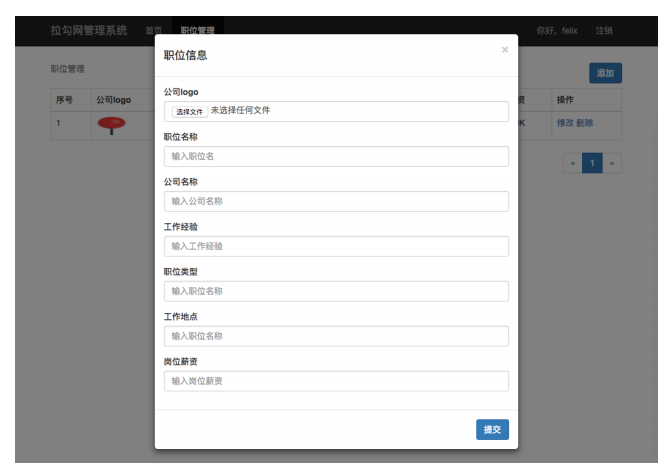 拉勾网管理系统 首页 职位管理 你好，felix 注销
职位信息 ×
职位管理
添加
公司logo
序号 公司logo 资 操作
选择文件 未选择任何文件
1 K 修改 删除
职位名称
输入职位名
« 1 »
公司名称
输入公司名称
工作经验
输入工作经验
职位类型
输入职位名称
工作地点
输入职位名称
岗位薪资
输入岗位薪资
提交